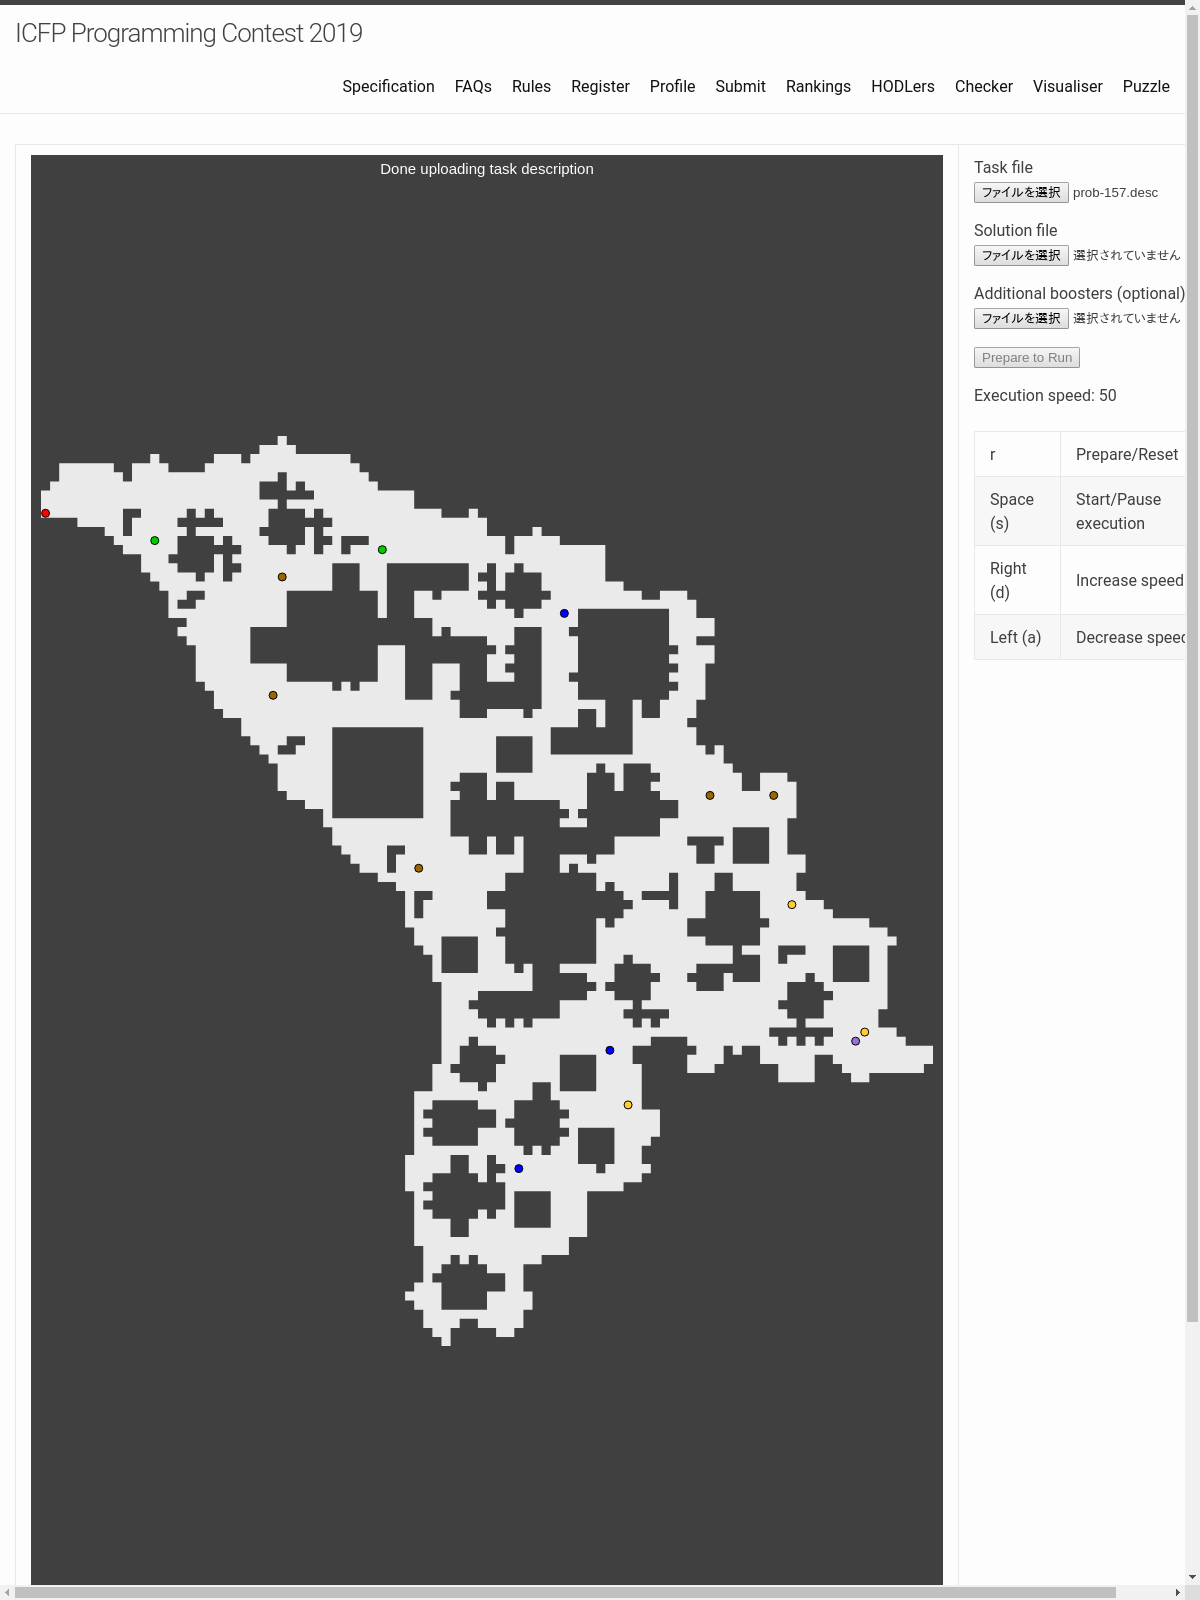 ICFP Programming Contest 2019
Specification FAQs Rules Register Profile Submit Rankings HODLers Checker Visualiser Puzzle
Done uploading task description
Task file
ファイルを選択 prob-157.desc
Solution file
ファイルを選択 選択されていません
Additional boosters (optional)
ファイルを選択 選択されていません
Prepare to Run
Execution speed: 50
r Prepare/Reset
Space (s) Start/Pause execution
Right (d) Increase speed
Left (a) Decrease speed